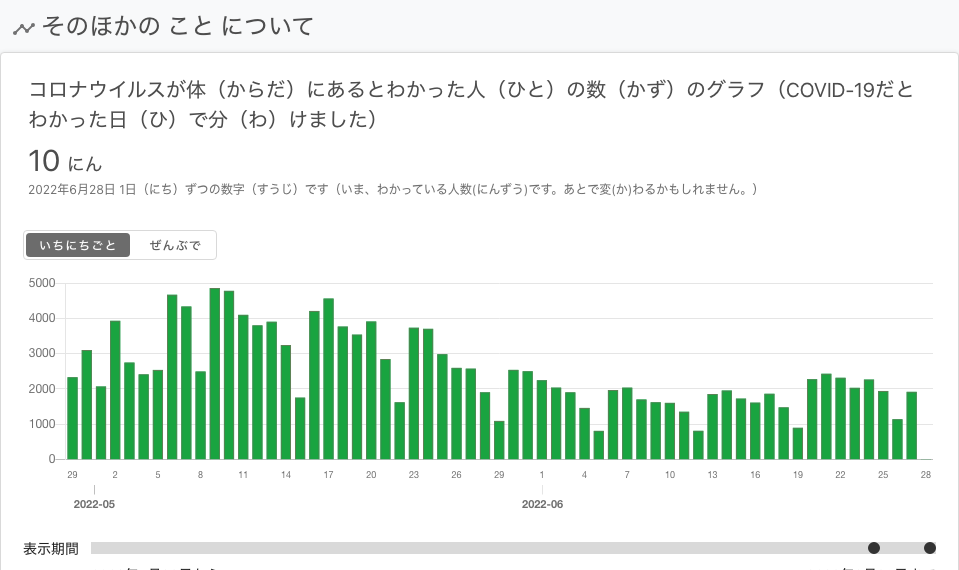 そのほかの こと について
コロナウイルスが体（からだ）にあるとわかった人（ひと）の数（かず）のグラフ（COVID-19だと
わかった日（ひ）で分（わ）けました）
10 にん
2022年6月28日 1日（にち）ずつの数字（すうじ）です（いま、わかっている人数(にんずう)です。あとで変(か)わるかもしれません。）
いちにちごと ぜんぶで
5000
4000
3000
2000
1000
0
29 2 5 8 11 14 17 20 23 26 29 1 4 7 10 13 16 19 22 25 28
2022-05 2022-06
表示期間